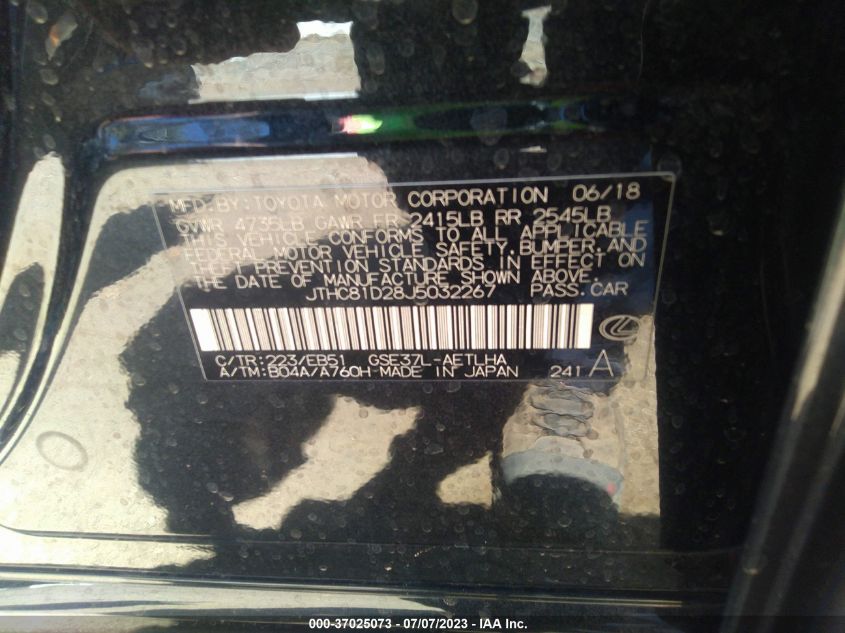 MFD. BY: TOYOTA MOTOR CORPORATION 06/18
GVWR 4735LB GAWR FR 2415LB RR 2545LB
THIS VEHICLE CONFORMS TO ALL APPLICABLE
FEDERAL MOTOR VEHICLE SAFETY, BUMPER, AND
THEFT PREVENTION STANDARDS IN EFFECT ON
THE DATE OF MANUFACTURE SHOWN ABOVE.
JTHC81D28J5032267 PASS.CAR
C/TR:223/EB51 GSE37L-AETLHA
A/TM:B04A/A760H-MADE IN JAPAN 241 A
000-37025073 - 07/07/2023 - IAA Inc.